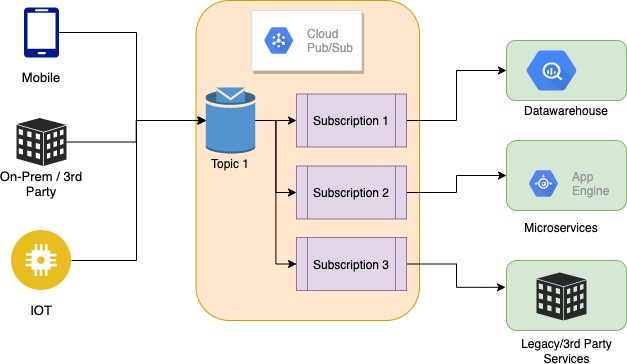 Cloud
Pub/Sub
Mobile
On-Prem / 3rd
Party
IOT
Topic 1
Subscription 1
Subscription 2
Subscription 3
Datawarehouse
App
Engine
Microservices
Legacy/3rd Party
Services